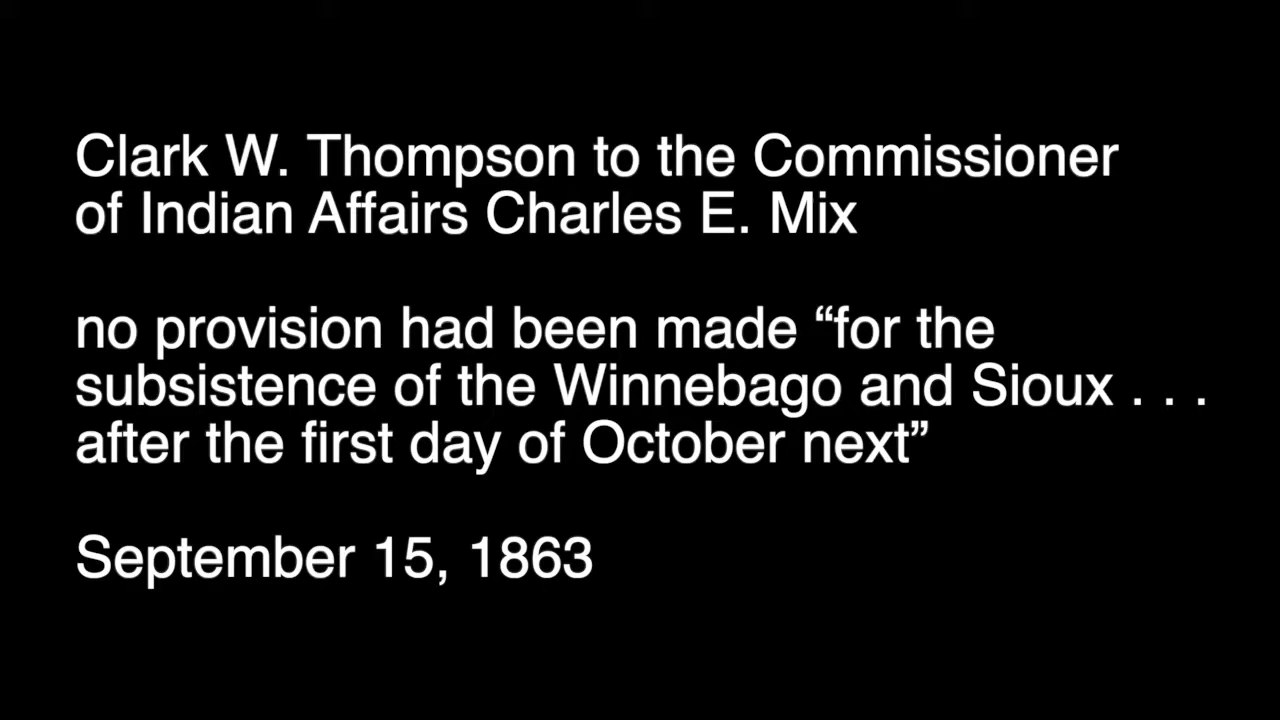 Clark W. Thompson to the Commissioner
of Indian Affairs Charles E. Mix
no provision had been made “for the
subsistence of the Winnebago and Sioux . . .
after the first day of October next”
September 15, 1863